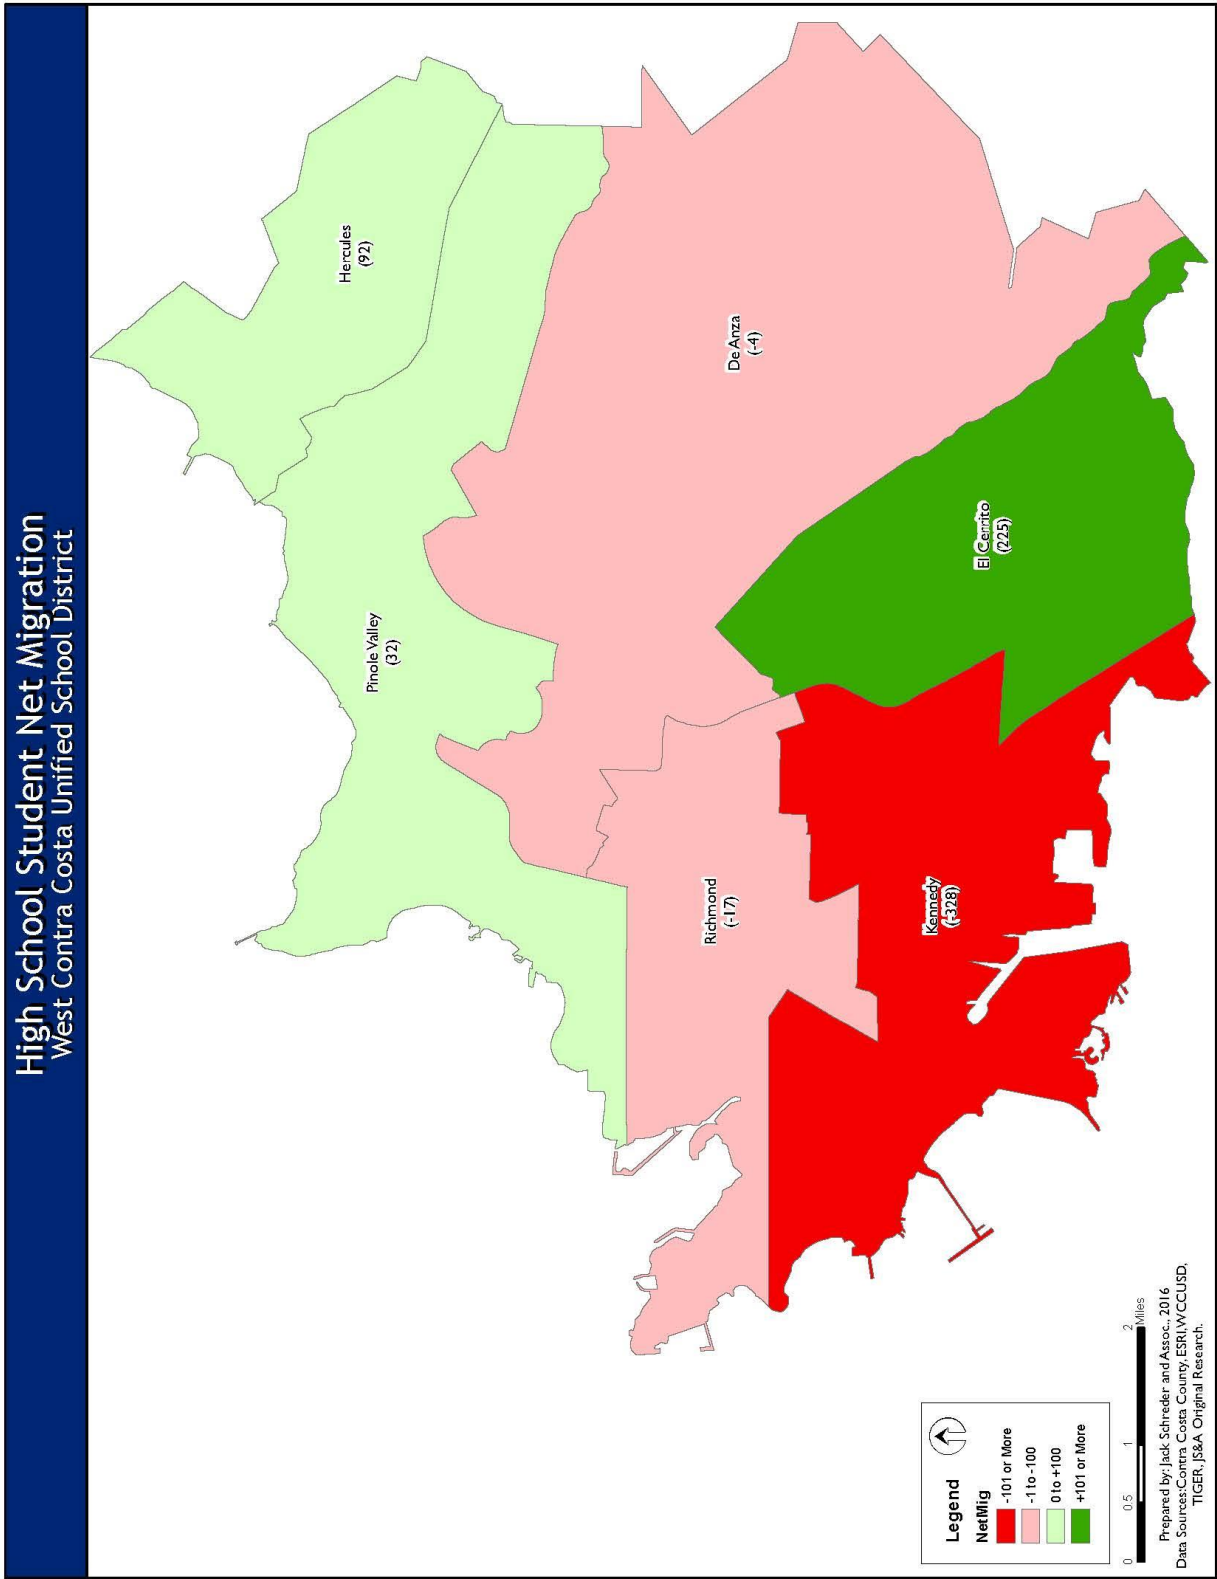 High School Student Net Migration
West Contra Costa Unified School District
Hercules
(92)
Pinole Valley
(32)
De Anza
(-4)
El Cerrito
(225)
Richmond
(-17)
Kennedy
(-328)
Legend
NetMig
-101 or More
-1 to -100
0 to +100
+101 or More
0 0.5 1 2
Miles
Prepared by: Jack Schreder and Assoc., 2016
Data Sources:Contra Costa County, ESRI,WCCUSD,
TIGER, JS&A Original Research.